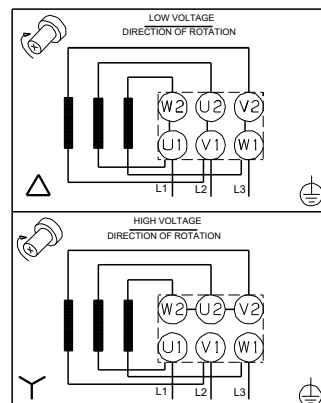 LOW VOLTAGE
DIRECTION OF ROTATION
W2 U2 V2
U1 V1 W1
L1 L2 L3
HIGH VOLTAGE
DIRECTION OF ROTATION
W2 U2 V2
U1 V1 W1
L1 L2 L3